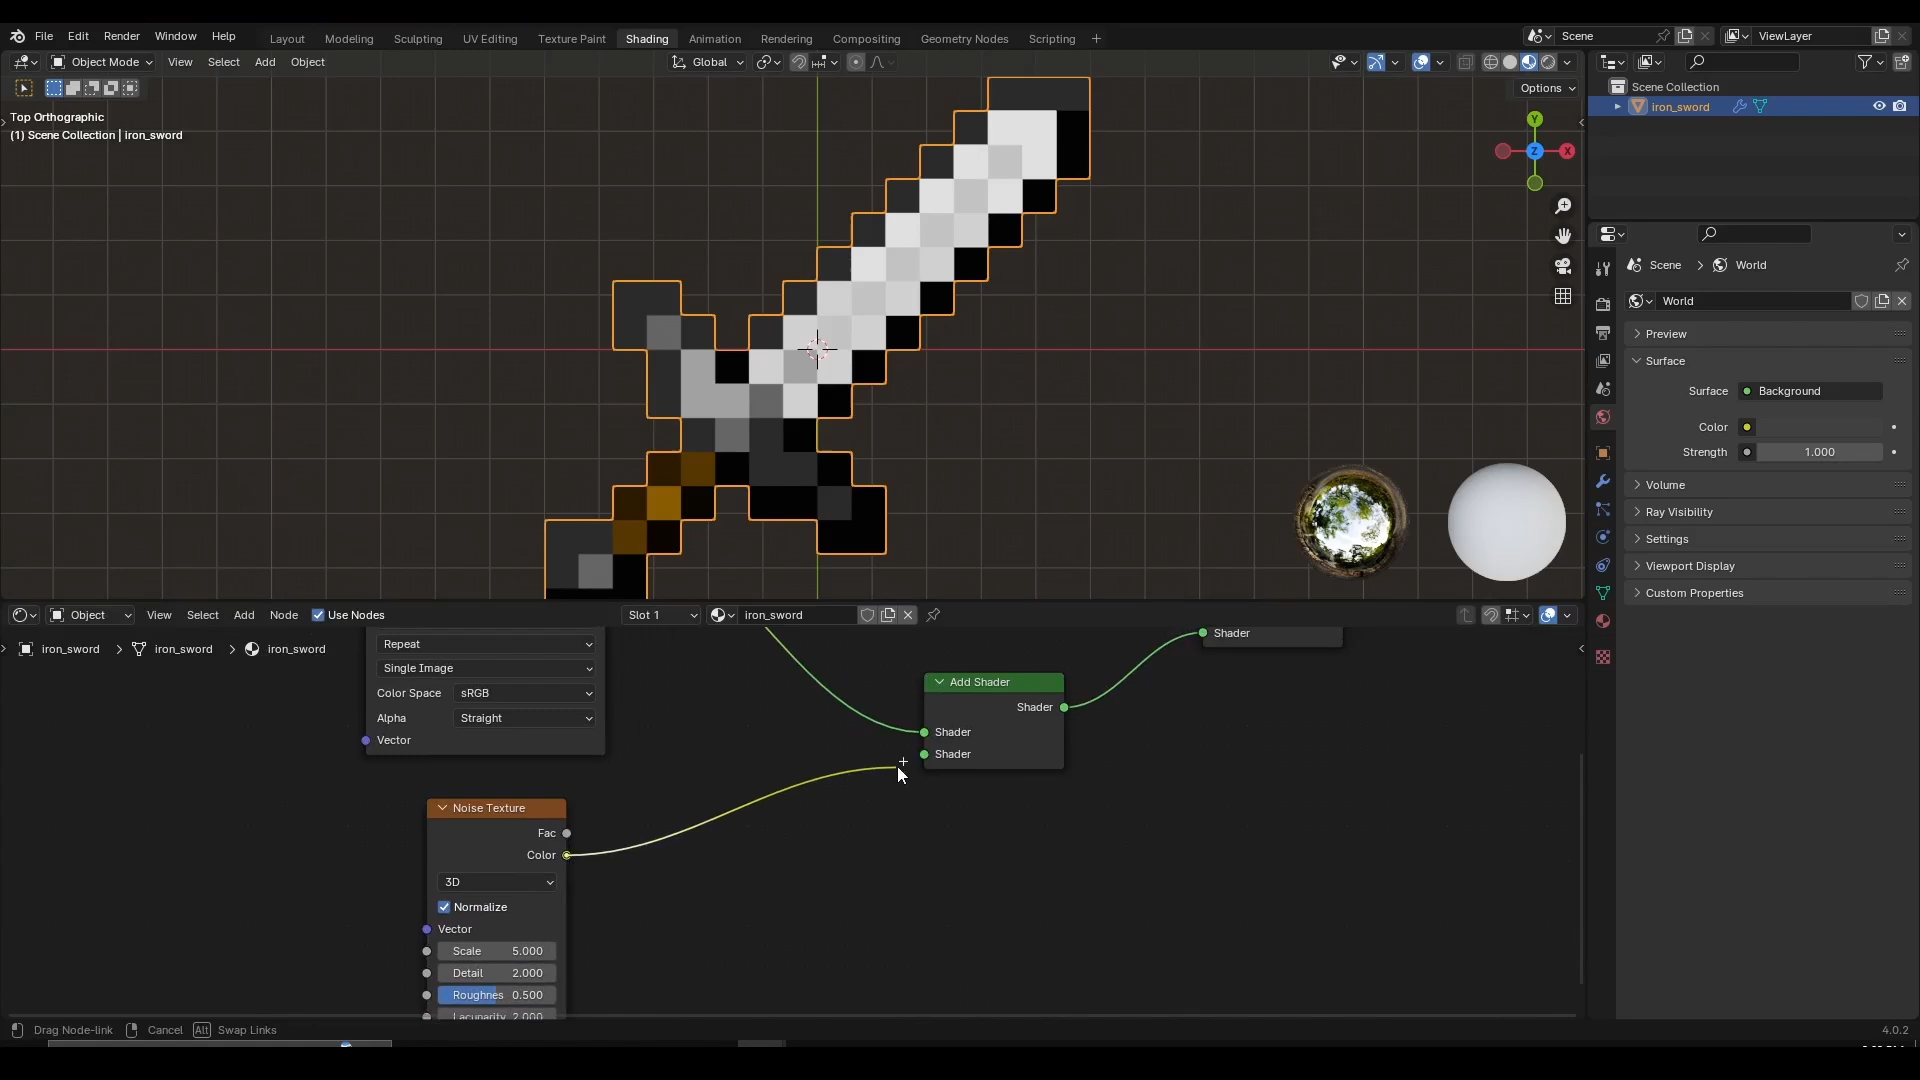 File Edit Render Window Help Layout Modeling Sculpting UV Editing Texture Paint Shading Animation Rendering Compositing Geometry Nodes Scripting Scene ViewLayer
Object Mode View Select Add Object Global
Options
Top Orthographic
(1) Scene Collection | iron_sword
Y
Z
X
Scene Collection
iron_sword
Scene World
World
Preview
Surface
Surface Background
Color
Strength 1.000
Volume
Ray Visibility
Settings
Viewport Display
Custom Properties
Object View Select Add Node Use Nodes Slot 1 iron_sword
iron_sword iron_sword iron_sword
Repeat
Single Image
Color Space sRGB
Alpha Straight
Vector
Shader
Add Shader
Shader
Shader
Shader
Noise Texture
Fac
Color
3D
Normalize
Vector
Scale 5.000
Detail 2.000
Roughnes 0.500
Lacunarity 2.000
Drag Node-link Cancel Alt Swap Links 4.0.2